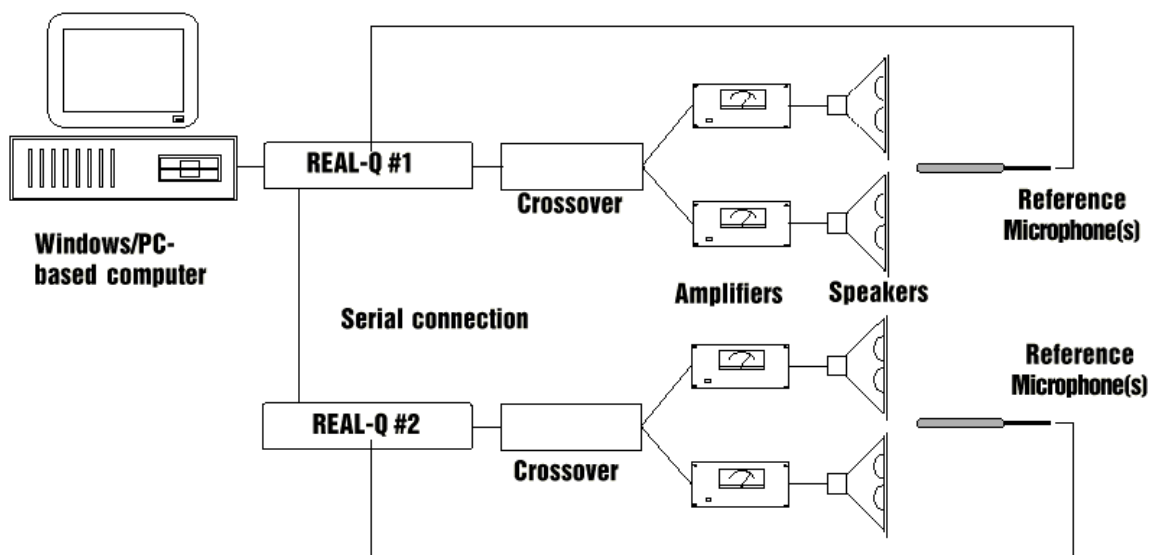 REAL-Q #1
Crossover
Reference
Microphone(s)
Windows/PC-
based computer
Amplifiers
Speakers
Serial connection
Reference
Microphone(s)
REAL-Q #2
Crossover